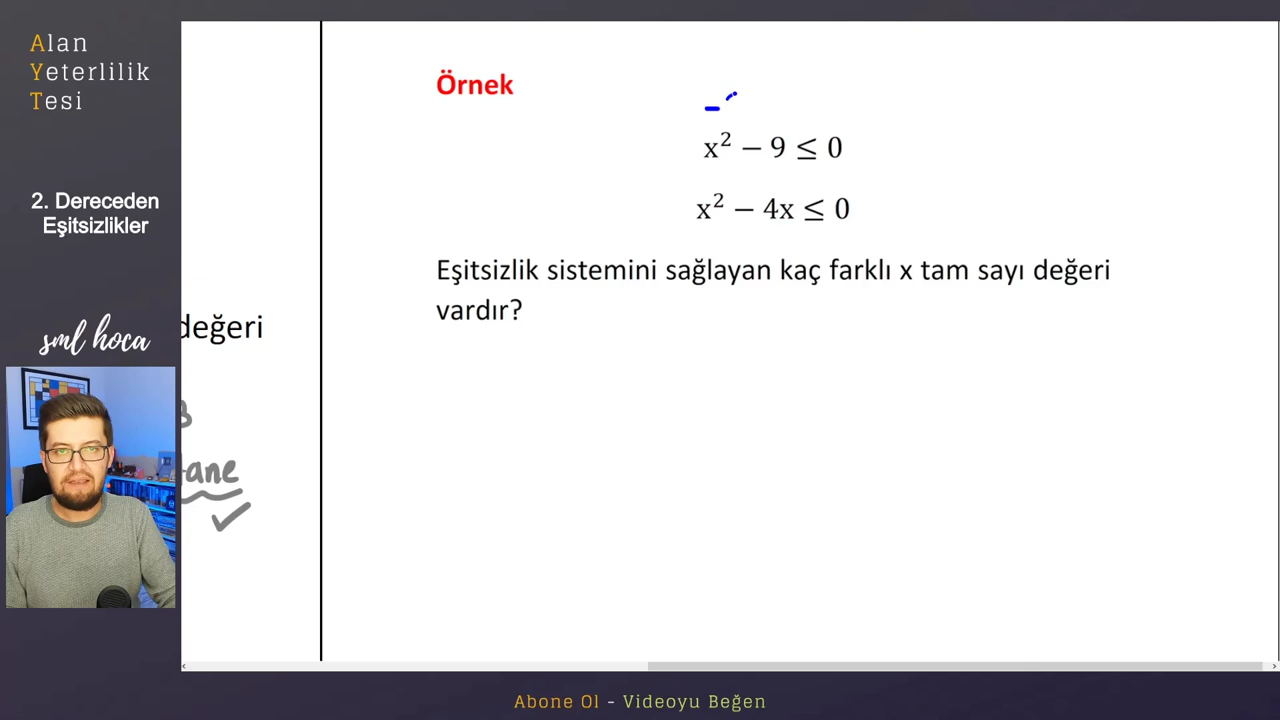 Alan
Yeterlilik
Tesi
2. Dereceden
Eşitsizlikler
sml hoca
değeri
tane
Örnek
x² − 9 ≤ 0
x² − 4x ≤ 0
Eşitsizlik sistemini sağlayan kaç farklı x tam sayı değeri
vardır?
Abone Ol - Videoyu Beğen